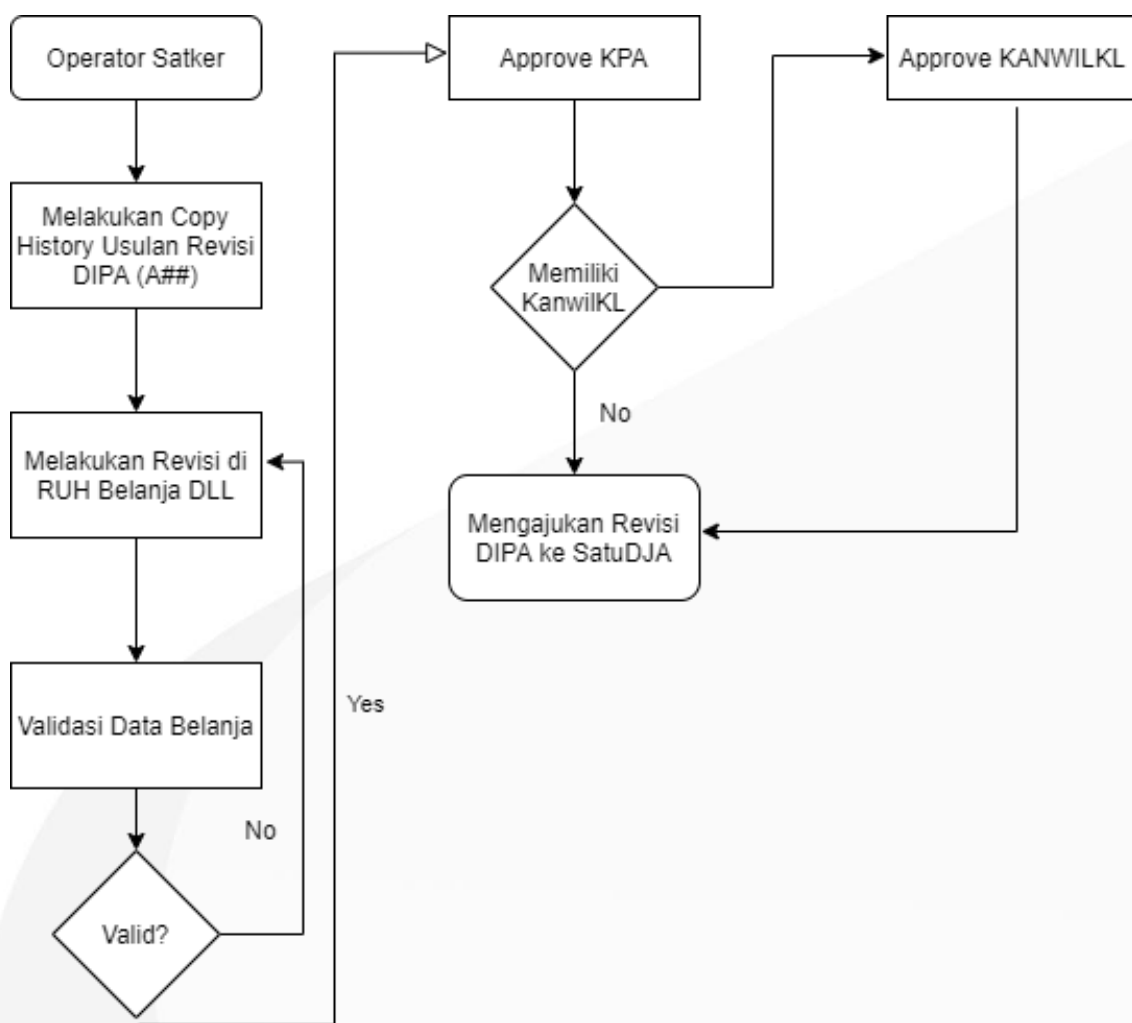 Operator Satker
Melakukan Copy
History Usulan Revisi
DIPA (A##)
Melakukan Revisi di
RUH Belanja DLL
Validasi Data Belanja
Valid?
No
Yes
Approve KPA
Memiliki
KanwilKL
No
Mengajukan Revisi
DIPA ke SatuDJA
Approve KANWILKL